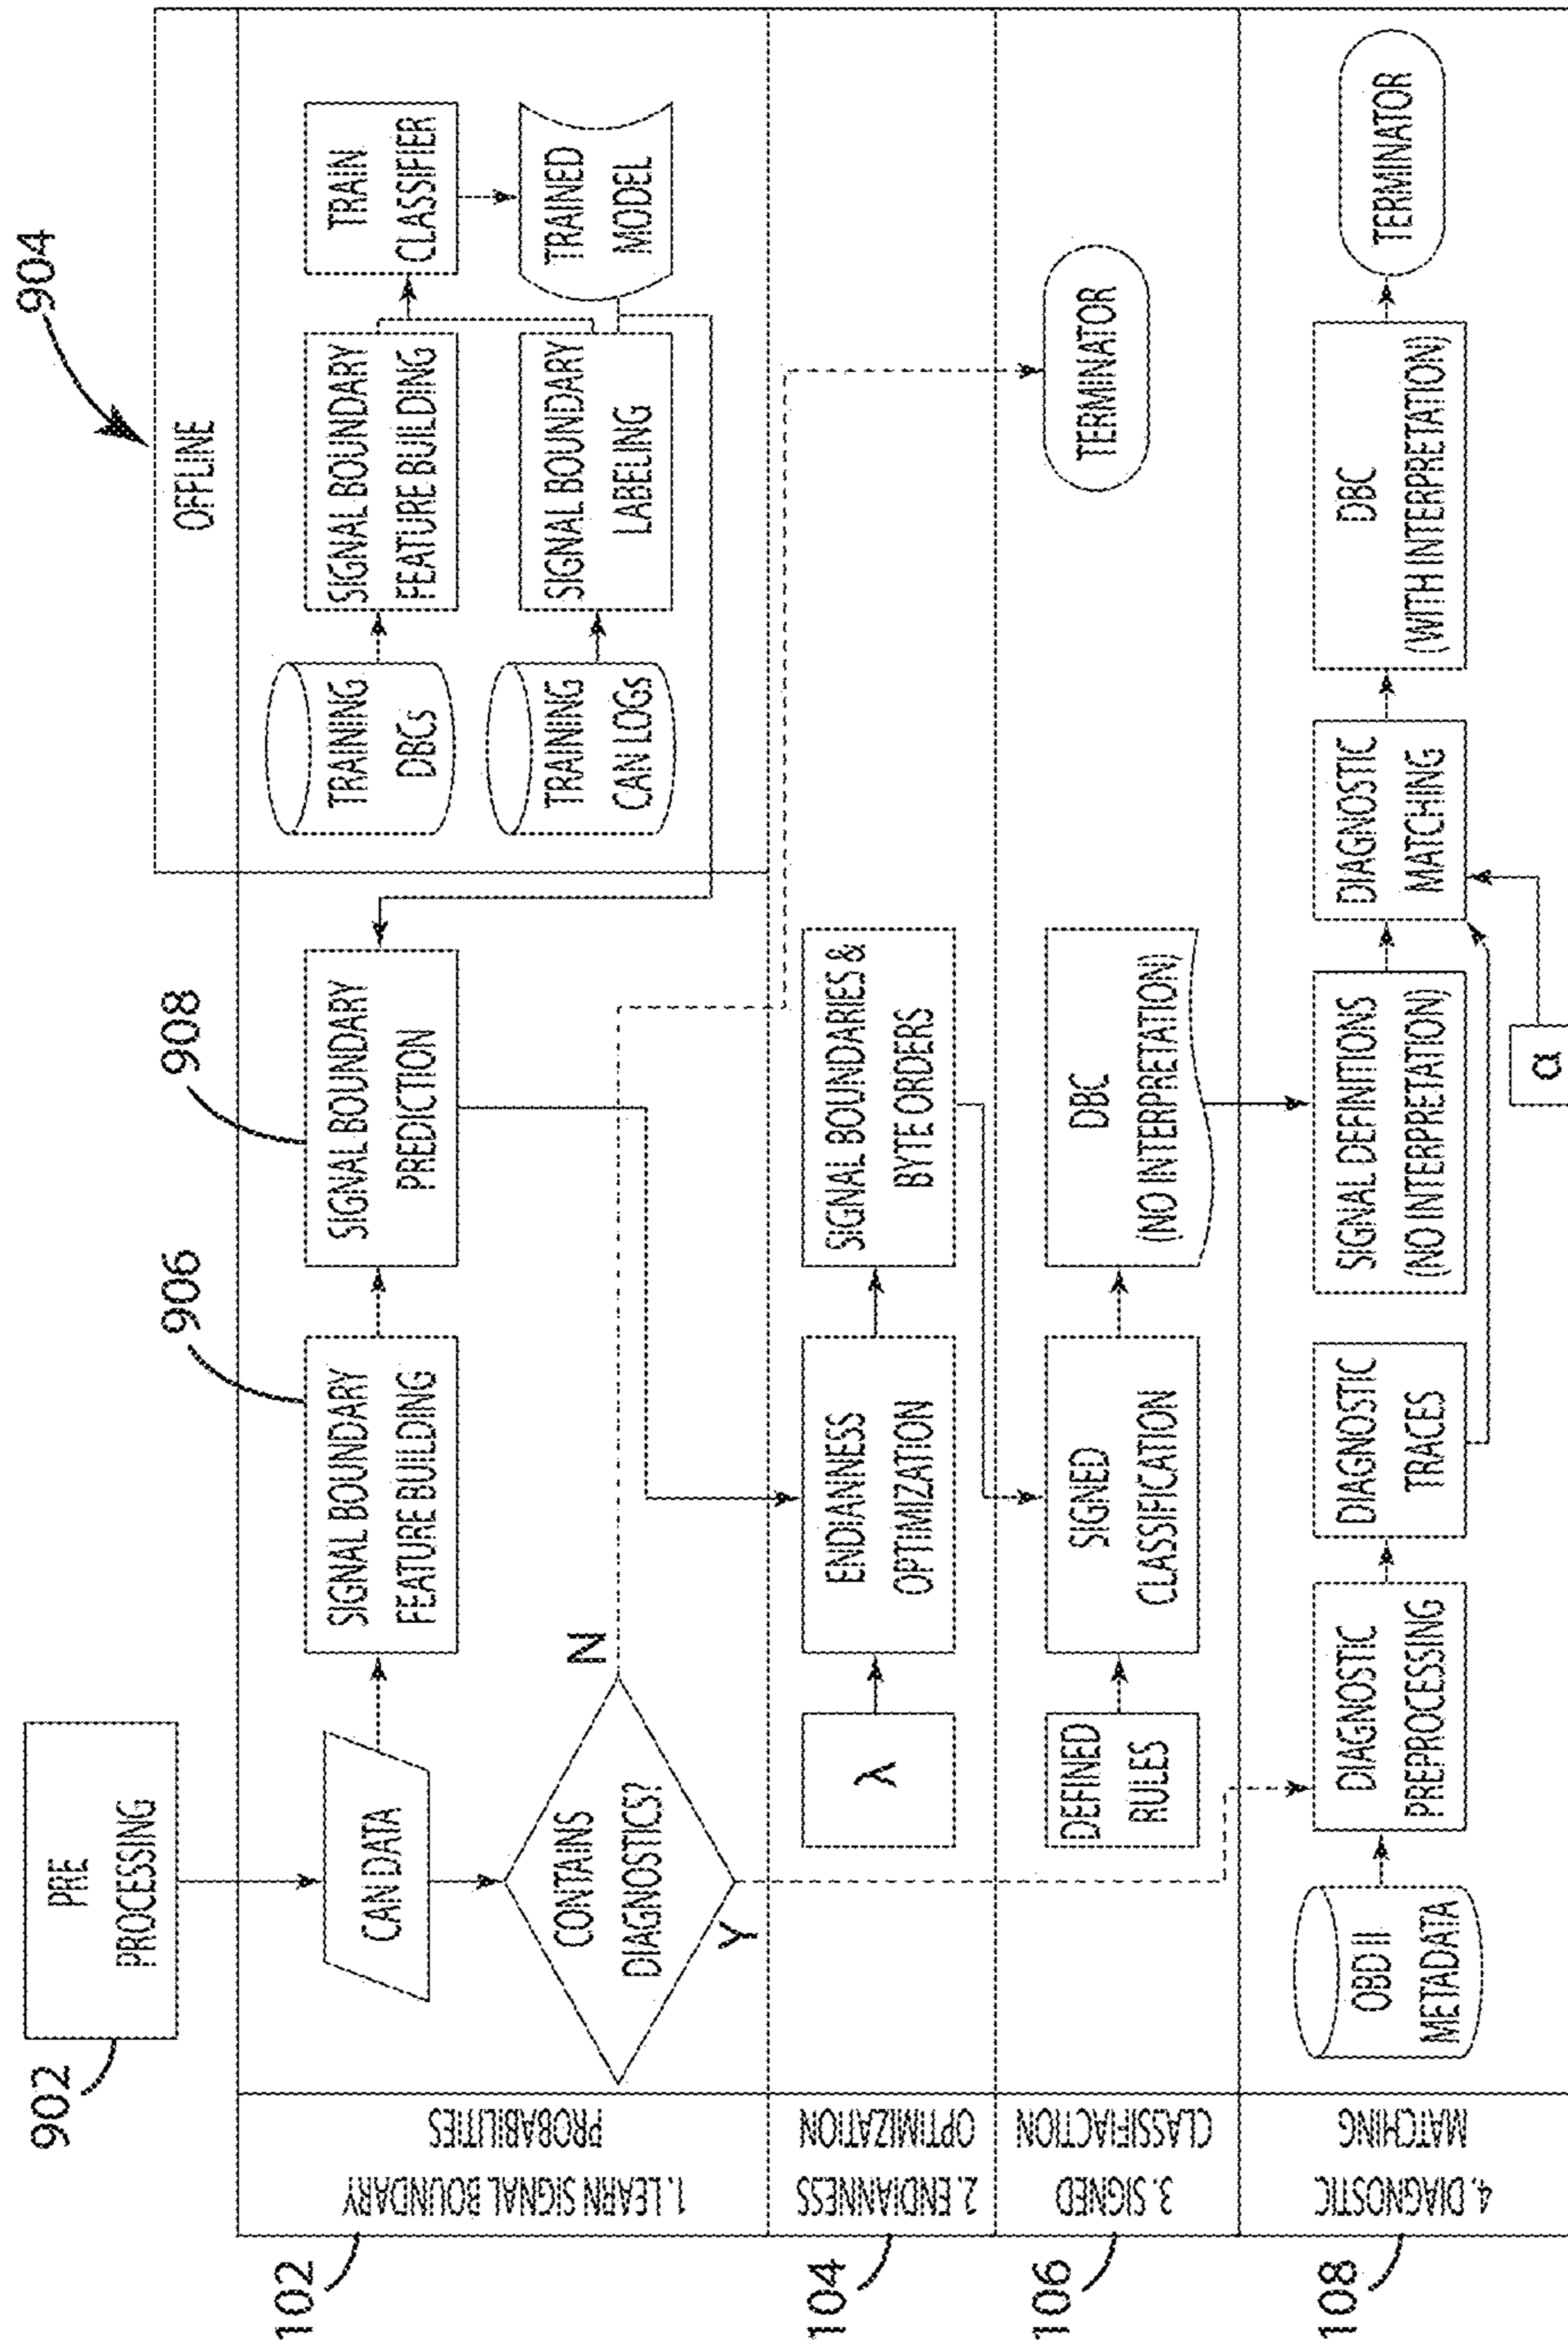 902
PRE
PROCESSING
904
OFFLINE
102
1. LEARN SIGNAL BOUNDARY
PROBABILITIES
CAN DATA
906
SIGNAL BOUNDARY
FEATURE BUILDING
908
SIGNAL BOUNDARY
PREDICTION
TRAINING
DBCs
SIGNAL BOUNDARY
FEATURE BUILDING
TRAIN
CLASSIFIER
CONTAINS
DIAGNOSTICS?
N
Y
TRAINING
CAN LOGs
SIGNAL BOUNDARY
LABELING
TRAINED
MODEL
104
2. ENDIANNESS
OPTIMIZATION
λ
ENDIANNESS
OPTIMIZATION
SIGNAL BOUNDARIES &
BYTE ORDERS
106
3. SIGNED
CLASSIFIACTION
DEFINED
RULES
SIGNED
CLASSIFICATION
DBC
(NO INTERPRETATION)
TERMINATOR
108
4. DIAGNOSTIC
MATCHING
OBD II
METADATA
DIAGNOSTIC
PREPROCESSING
DIAGNOSTIC
TRACES
SIGNAL DEFINITIONS
(NO INTERPRETATION)
DIAGNOSTIC
MATCHING
DBC
(WITH INTERPRETATION)
TERMINATOR
α